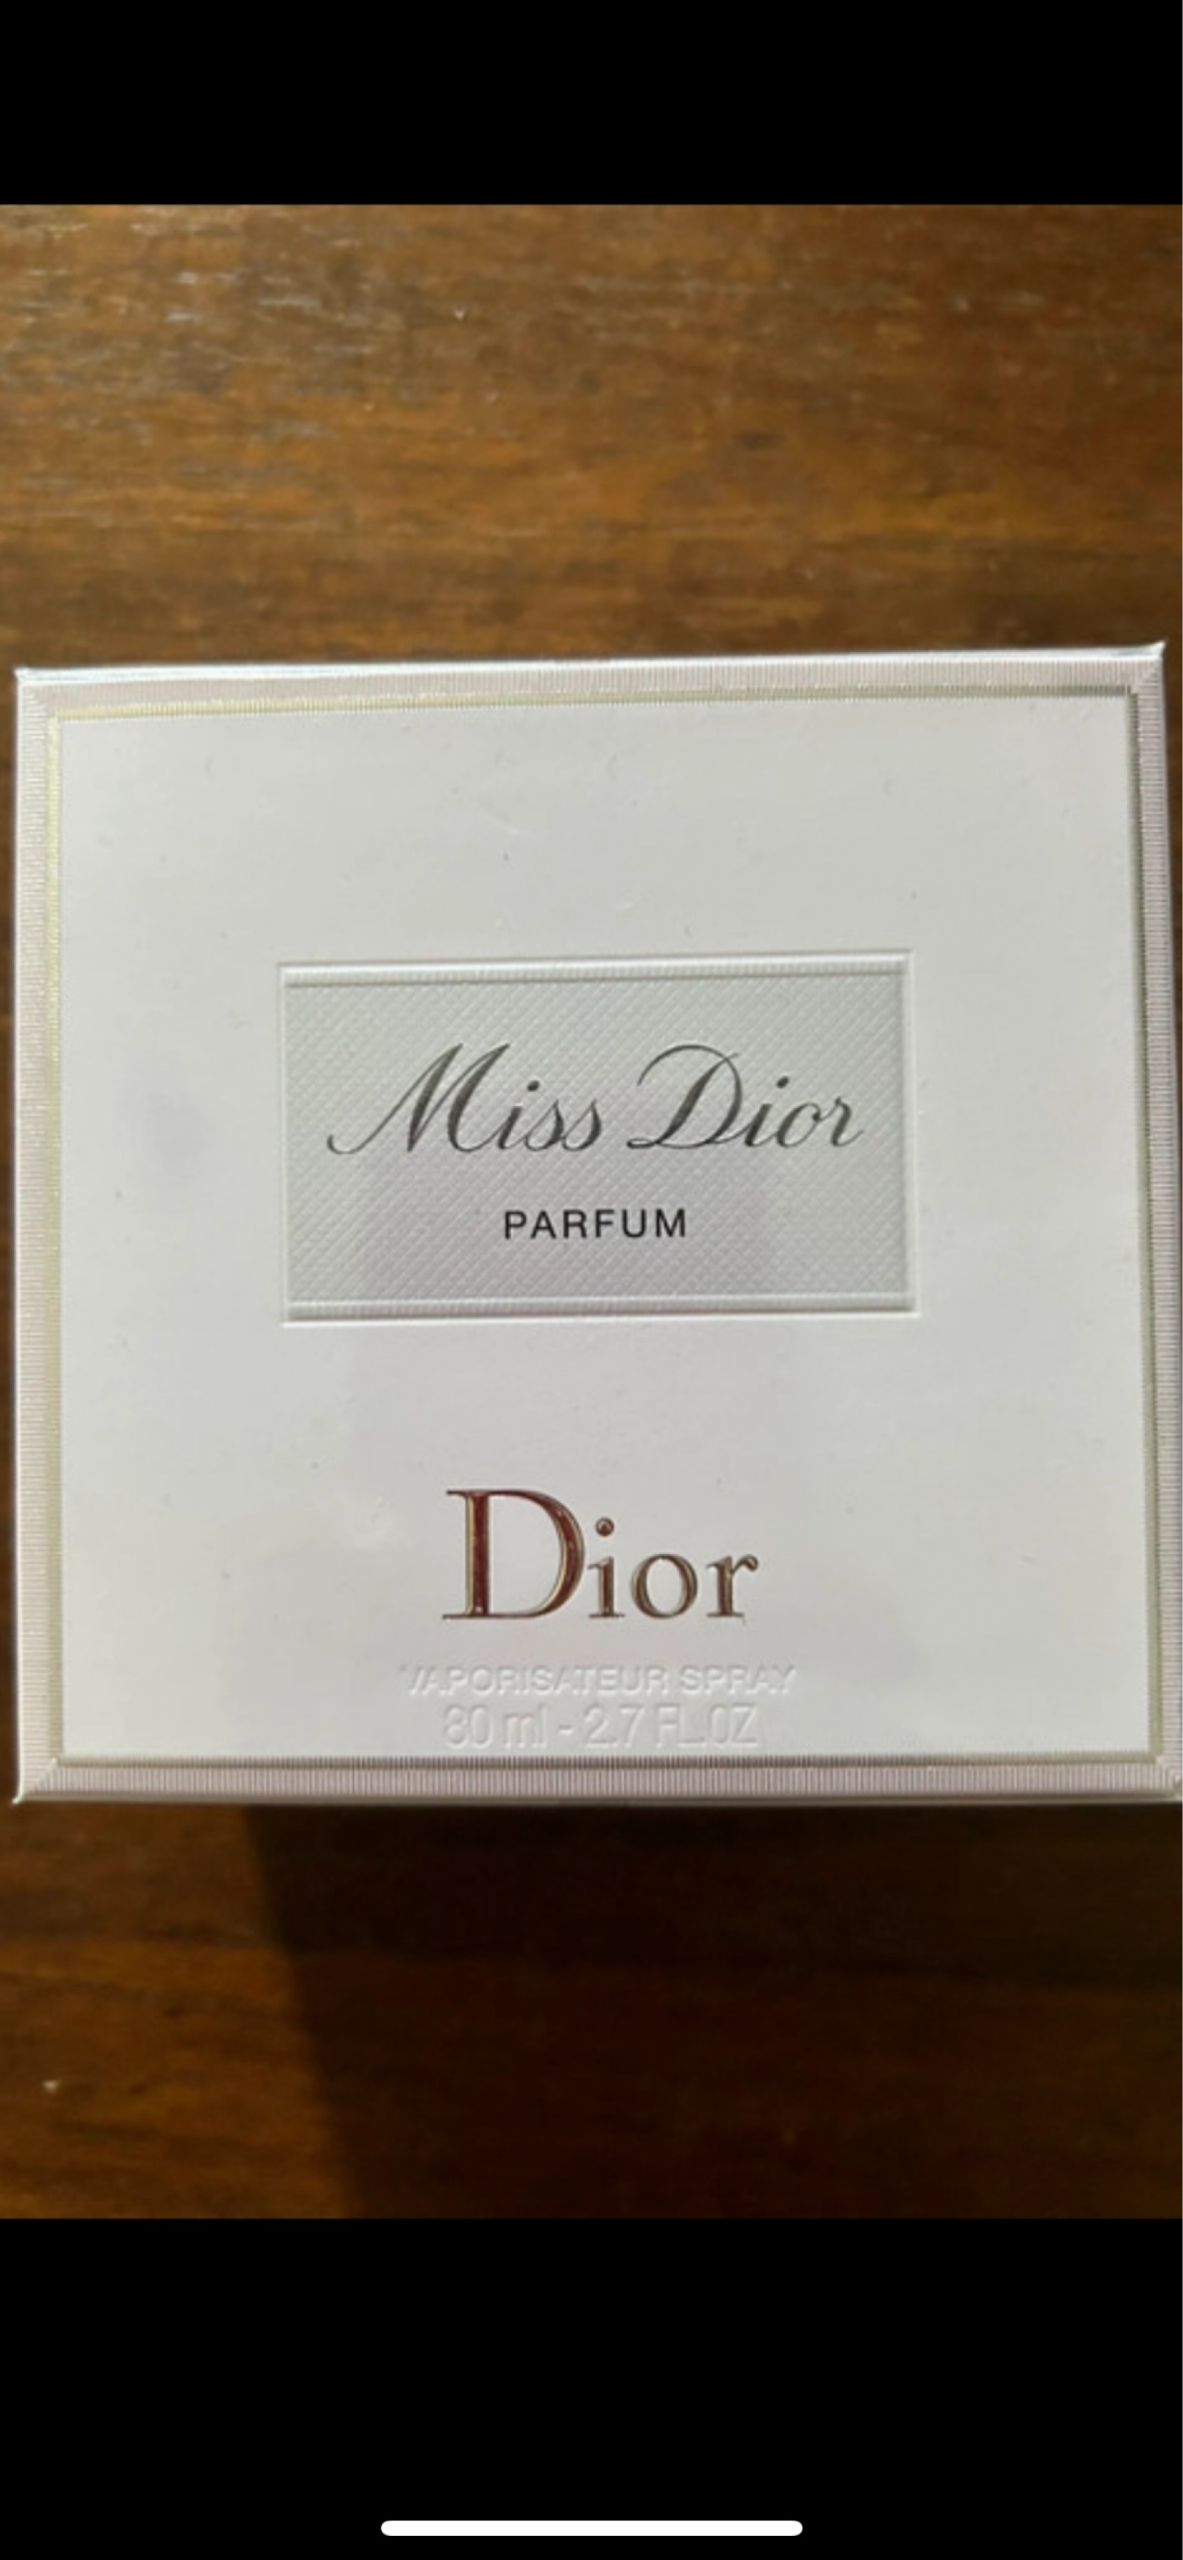 Miss Dior
PARFUM
Dior
VAPORISATEUR SPRAY
80 ml - 2.7 FL.OZ